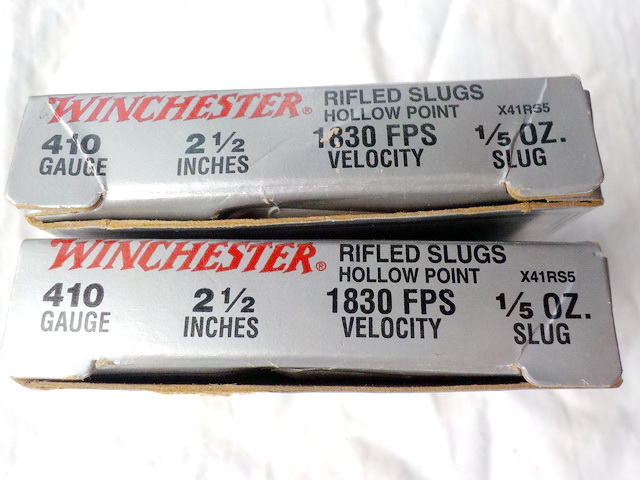 WINCHESTER® RIFLED SLUGS
HOLLOW POINT X41RS5
410 2 1/2 1830 FPS 1/5 OZ.
GAUGE INCHES VELOCITY SLUG
WINCHESTER® RIFLED SLUGS
HOLLOW POINT X41RS5
410 2 1/2 1830 FPS 1/5 OZ.
GAUGE INCHES VELOCITY SLUG